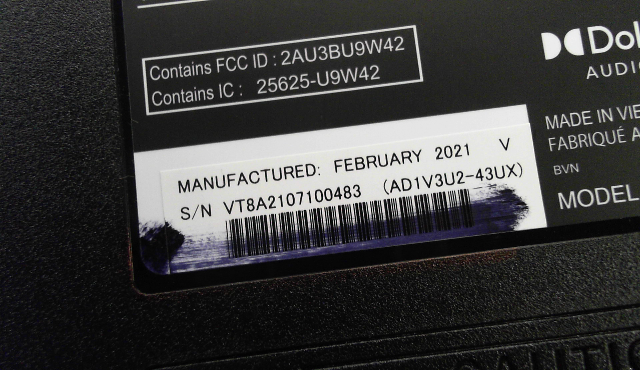 Contains FCC ID : 2AU3BU9W42
Contains IC : 25625-U9W42
AUDIO
MADE IN
FABRIQUÉ
BVN
MODEL
MANUFACTURED: FEBRUARY 2021 V
S/N VT8A2107100483 (AD1V3U2-43UX)